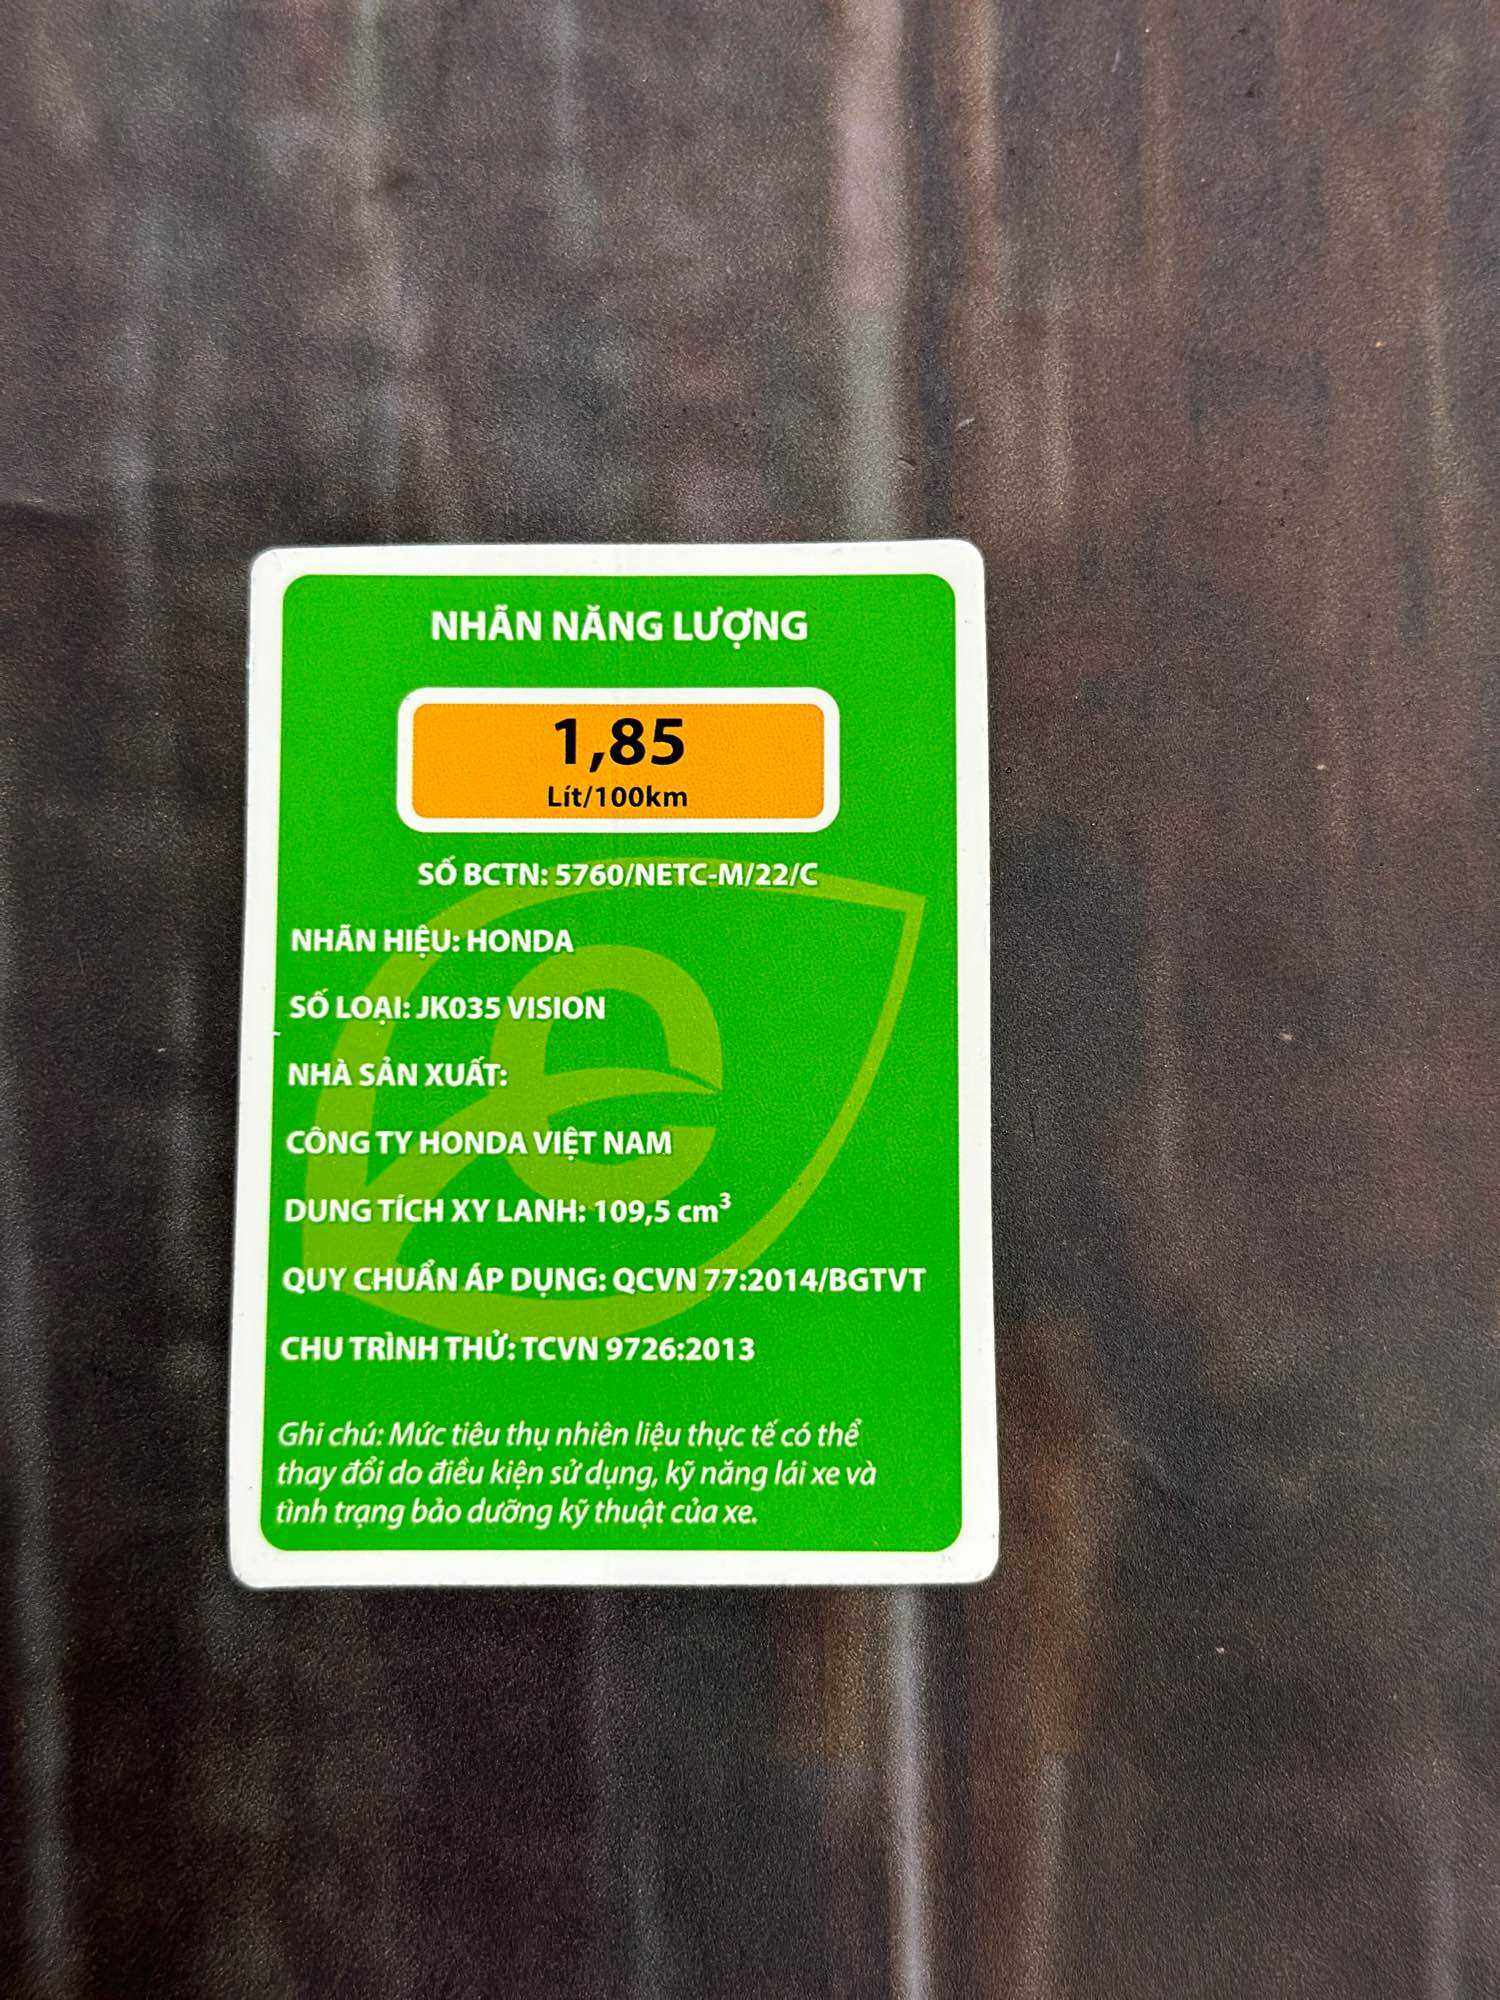 NHÃN NĂNG LƯỢNG
1,85
Lít/100km
SỐ BCTN: 5760/NETC-M/22/C
NHÃN HIỆU: HONDA
SỐ LOẠI: JK035 VISION
NHÀ SẢN XUẤT:
CÔNG TY HONDA VIỆT NAM
DUNG TÍCH XY LANH: 109,5 cm³
QUY CHUẨN ÁP DỤNG: QCVN 77:2014/BGTVT
CHU TRÌNH THỬ: TCVN 9726:2013
Ghi chú: Mức tiêu thụ nhiên liệu thực tế có thể
thay đổi do điều kiện sử dụng, kỹ năng lái xe và
tình trạng bảo dưỡng kỹ thuật của xe.